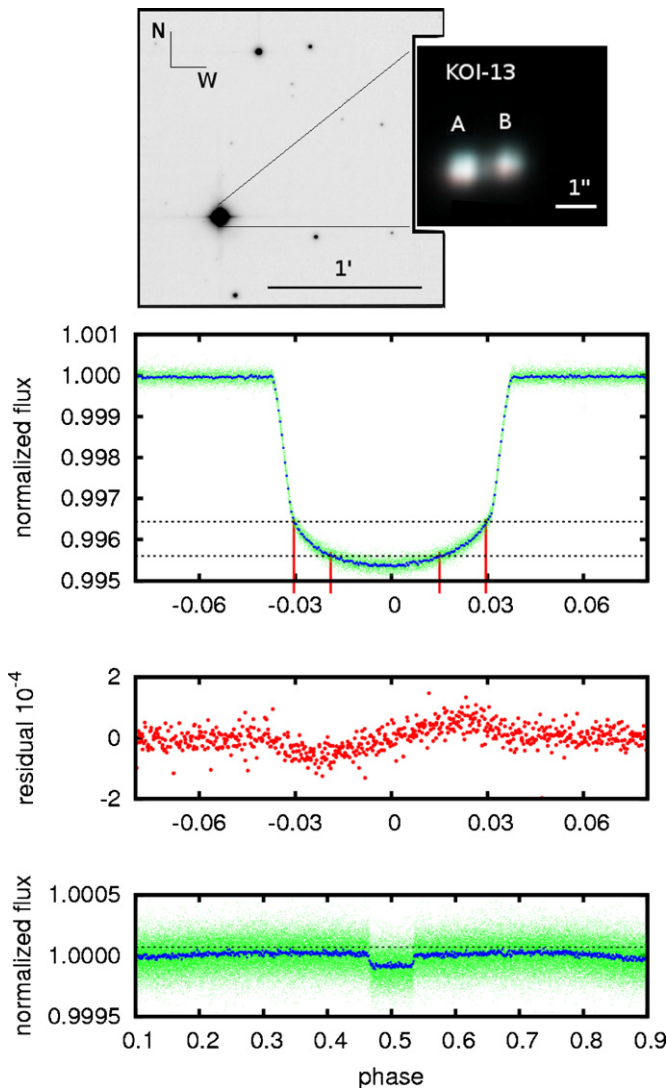 N
W
KOI-13
A B
1"
1'
normalized flux
1.001
1.000
0.999
0.998
0.997
0.996
0.995
-0.06 -0.03 0 0.03 0.06
residual 10⁻⁴
2
0
-2
-0.06 -0.03 0 0.03 0.06
normalized flux
1.0005
1.0000
0.9995
0.1 0.2 0.3 0.4 0.5 0.6 0.7 0.8 0.9
phase